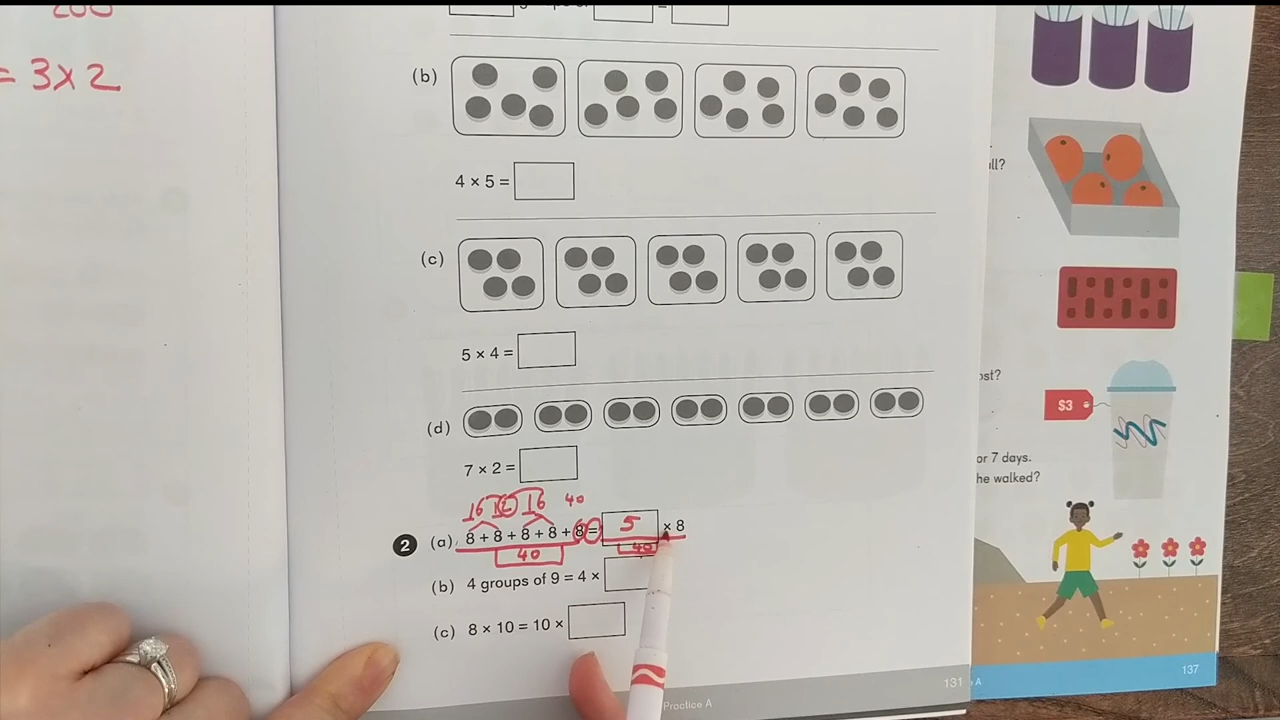 200
= 3 x 2
=
(b)
4 × 5 =
(c)
5 × 4 =
(d)
7 × 2 =
16 16 40
2 (a) 8 + 8 + 8 + 8 + 8 = 5 × 8
40 40
(b) 4 groups of 9 = 4 ×
(c) 8 × 10 = 10 ×
131
Practice A
ll?
ost?
$3
or 7 days.
he walked?
A
137